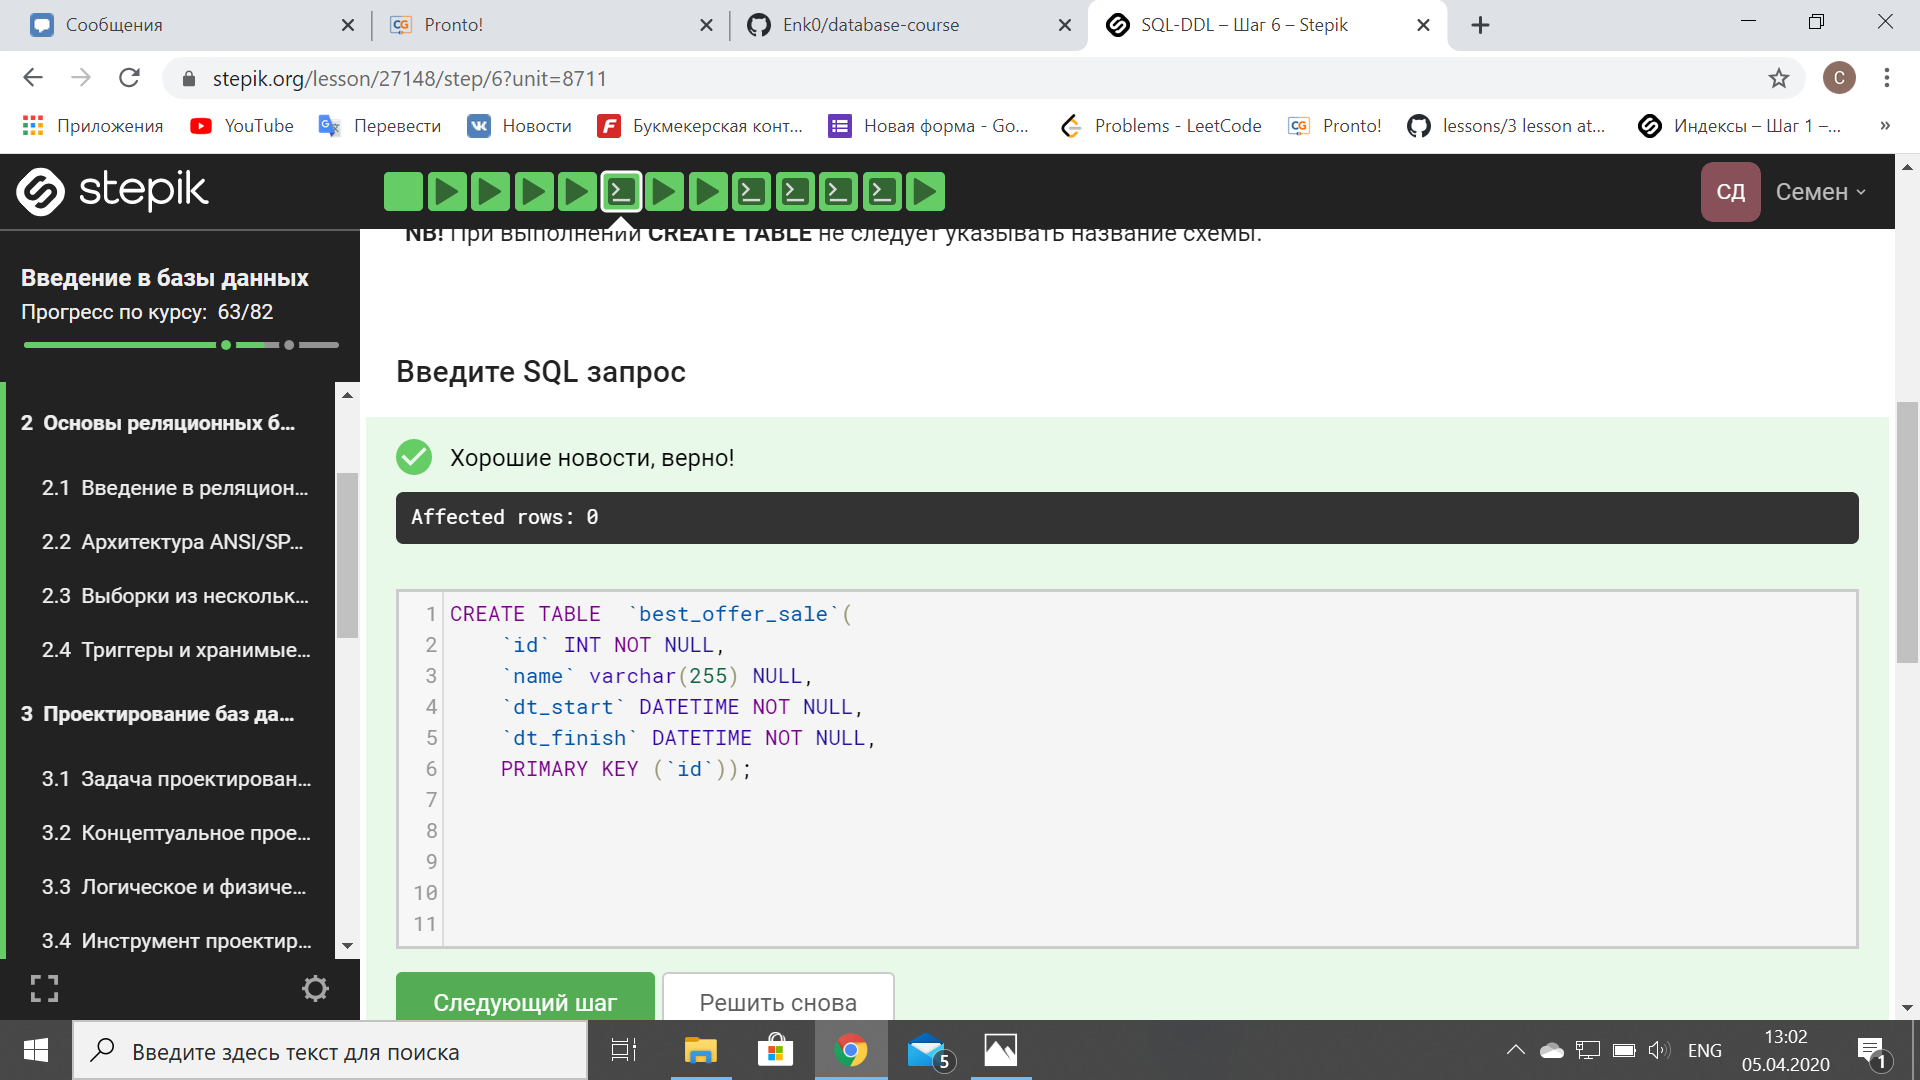 Сообщения
Pronto!
Enk0/database-course
SQL-DDL – Шаг 6 – Stepik
stepik.org/lesson/27148/step/6?unit=8711
С
Приложения
YouTube
Перевести
Новости
Букмекерская конт...
Новая форма - Go...
Problems - LeetCode
Pronto!
lessons/3 lesson at...
Индексы – Шаг 1 –...
»
stepik
СД
Семен
NB! При выполнении CREATE TABLE не следует указывать название схемы.
Введение в базы данных
Прогресс по курсу: 63/82
2 Основы реляционных б...
2.1 Введение в реляцион...
2.2 Архитектура ANSI/SP...
2.3 Выборки из нескольк...
2.4 Триггеры и хранимые...
3 Проектирование баз да...
3.1 Задача проектирован...
3.2 Концептуальное прое...
3.3 Логическое и физиче...
3.4 Инструмент проектир...
Введите SQL запрос
Хорошие новости, верно!
Affected rows: 0
1 CREATE TABLE  `best_offer_sale`(
2     `id` INT NOT NULL,
3     `name` varchar(255) NULL,
4     `dt_start` DATETIME NOT NULL,
5     `dt_finish` DATETIME NOT NULL,
6     PRIMARY KEY (`id`));
7
8
9
10
11
Следующий шаг
Решить снова
Введите здесь текст для поиска
5
ENG
13:02
05.04.2020
1